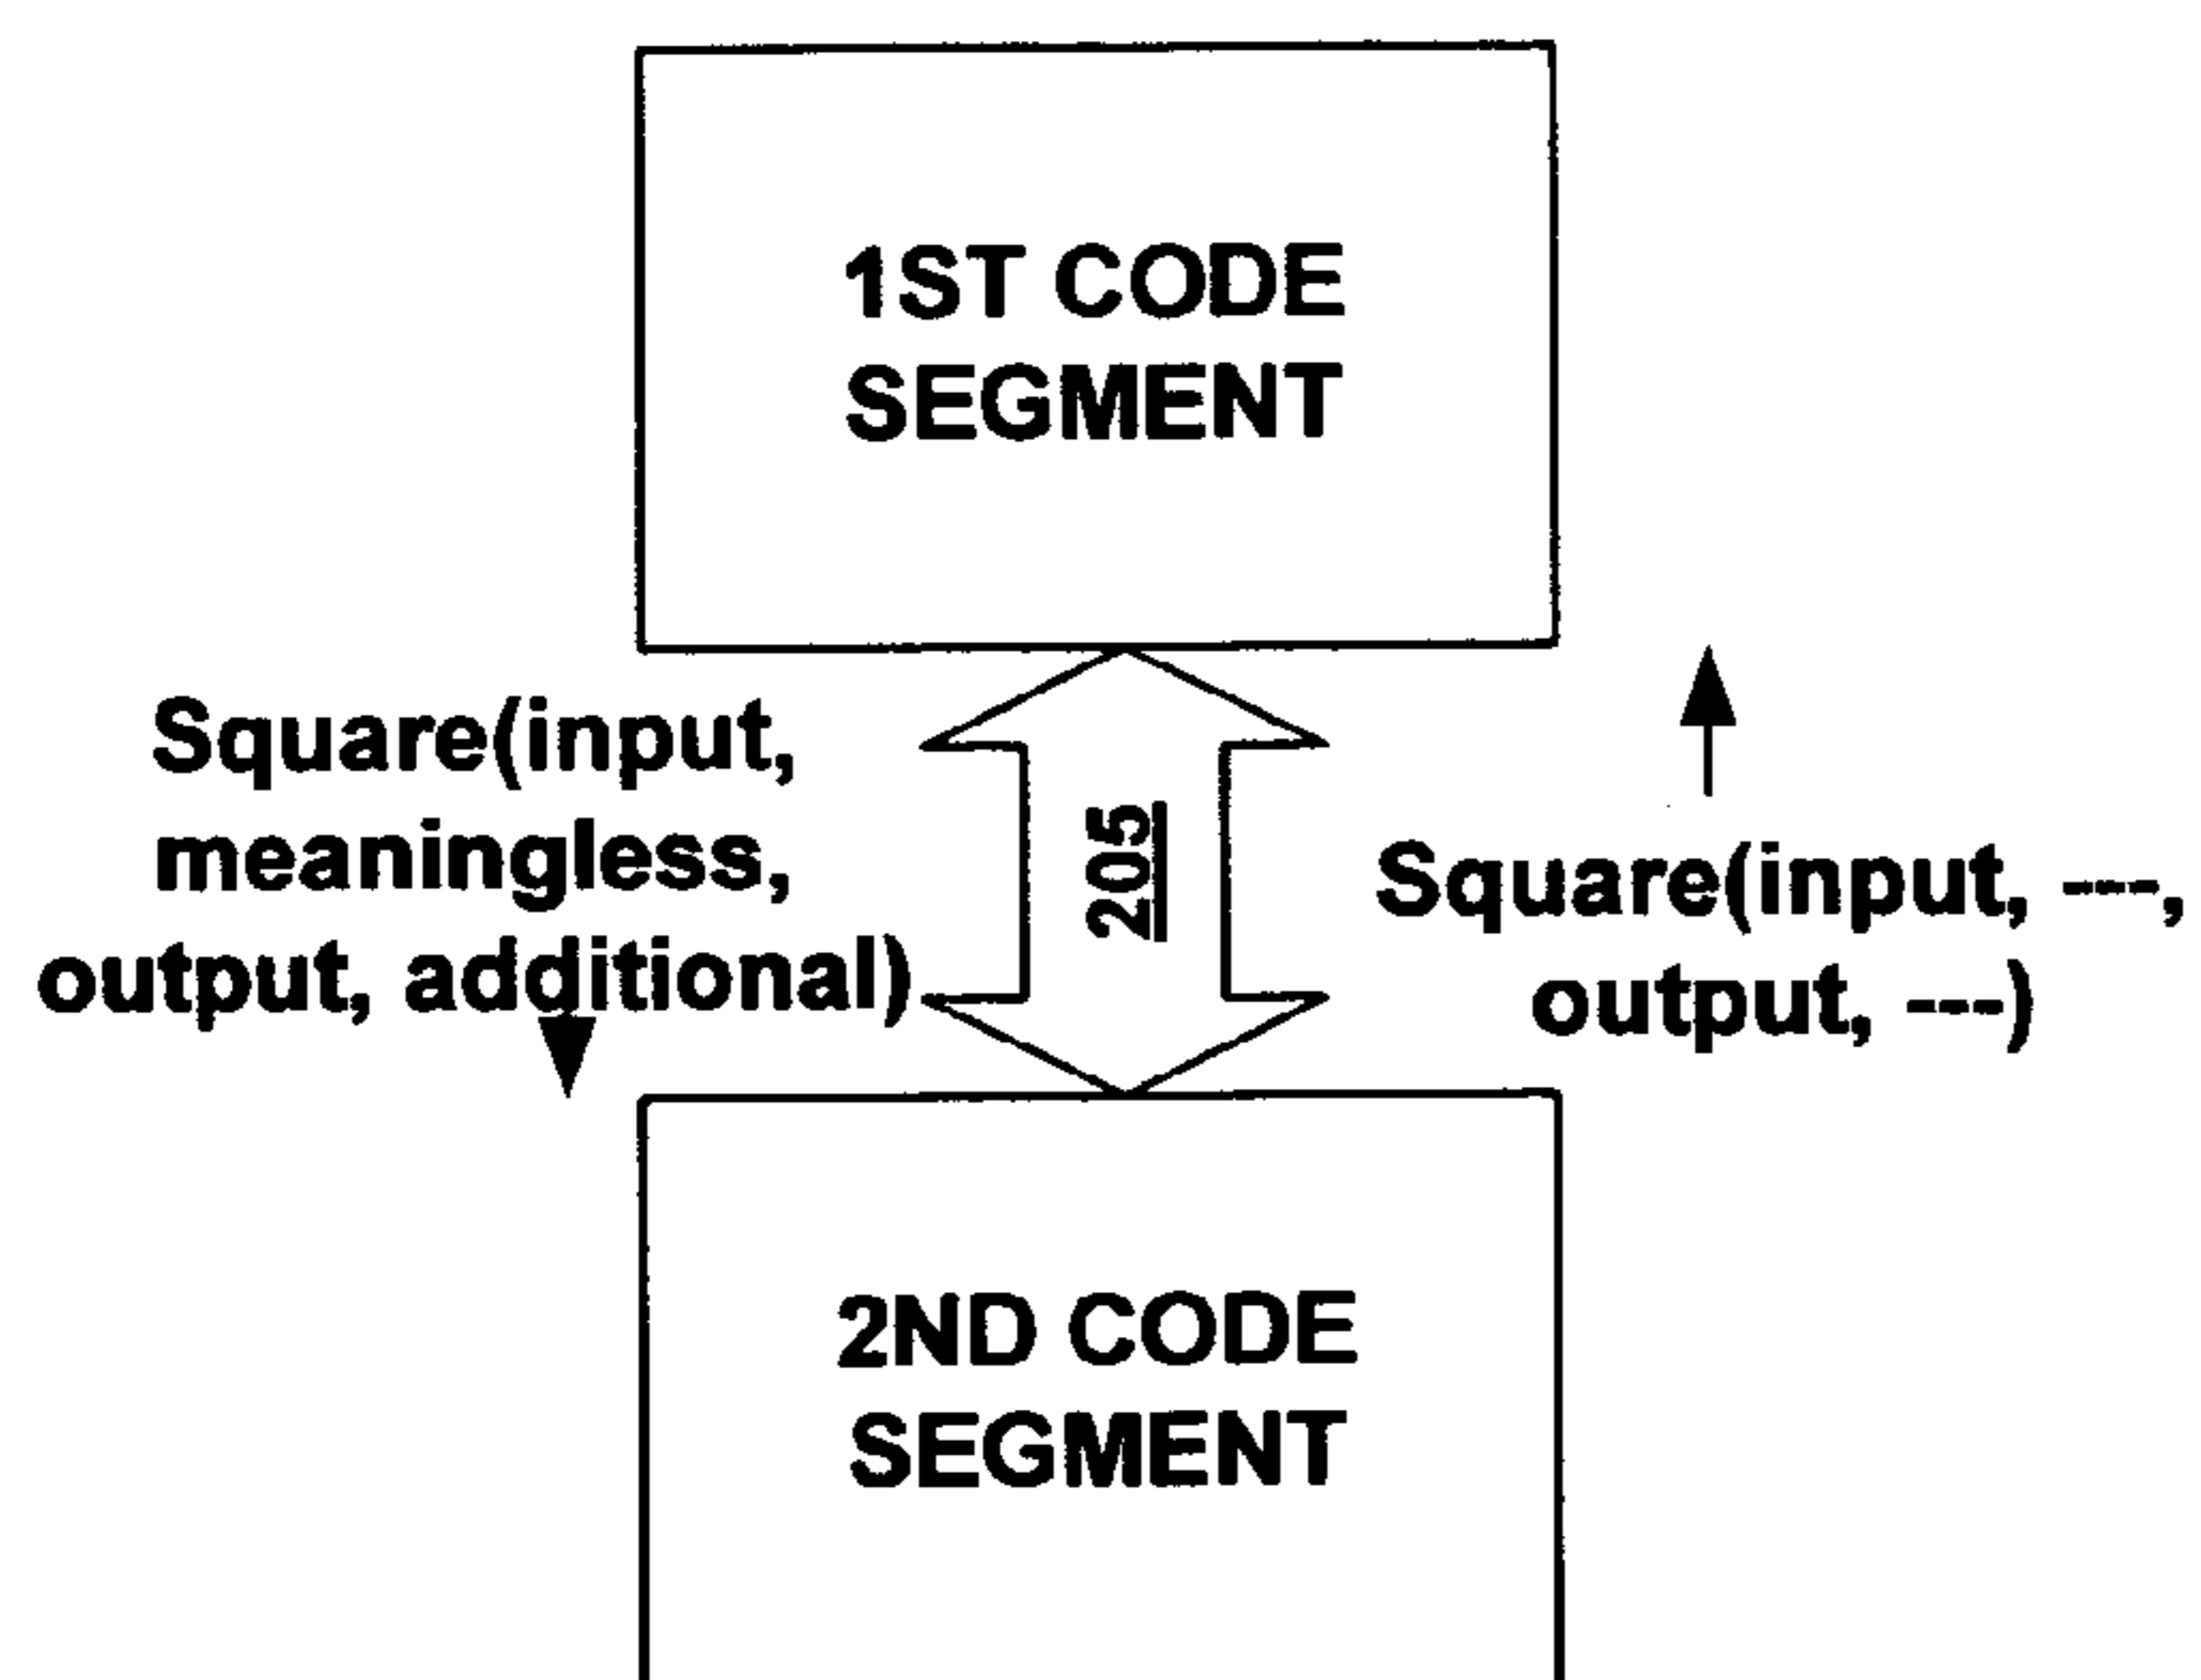 1ST CODE
SEGMENT
Square(input,
meaningless,
output, additional)
205
Square(input, ---,
output, ---)
2ND CODE
SEGMENT